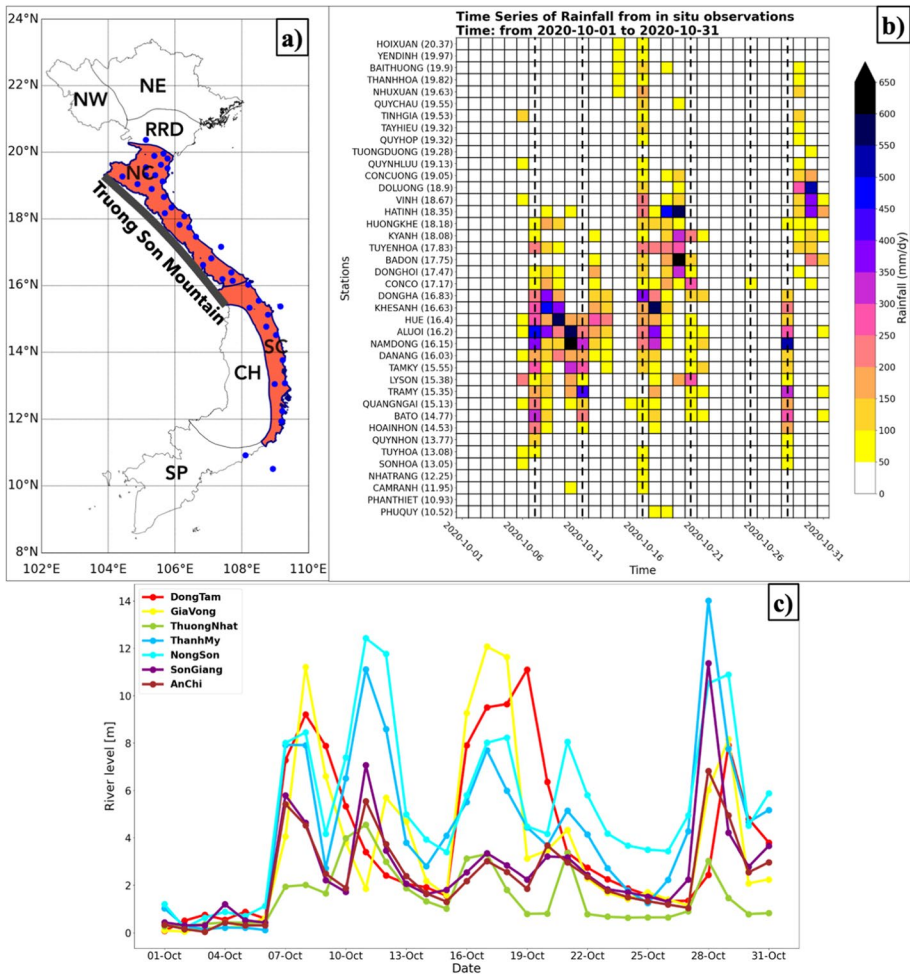 a)
24°N
22°N
20°N
18°N
16°N
14°N
12°N
10°N
8°N
102°E 104°E 106°E 108°E 110°E
NW
NE
RRD
NC
SC
CH
SP
Truong Son Mountain
b)
Time Series of Rainfall from in situ observations
Time: from 2020-10-01 to 2020-10-31
Stations
HOIXUAN (20.37)
YENDINH (19.97)
BAITHUONG (19.9)
THANHHOA (19.82)
NHUXUAN (19.63)
QUYCHAU (19.55)
TINHGIA (19.53)
TAYHIEU (19.32)
QUYHOP (19.32)
TUONGDUONG (19.28)
QUYNHLUU (19.13)
CONCUONG (19.05)
DOLUONG (18.9)
VINH (18.67)
HATINH (18.35)
HUONGKHE (18.18)
KYANH (18.08)
TUYENHOA (17.83)
BADON (17.75)
DONGHOI (17.47)
CONCO (17.17)
DONGHA (16.83)
KHESANH (16.63)
HUE (16.4)
ALUOI (16.2)
NAMDONG (16.15)
DANANG (16.03)
TAMKY (15.55)
LYSON (15.38)
TRAMY (15.35)
QUANGNGAI (15.13)
BATO (14.77)
HOAINHON (14.53)
QUYNHON (13.77)
TUYHOA (13.08)
SONHOA (13.05)
NHATRANG (12.25)
CAMRANH (11.95)
PHANTHIET (10.93)
PHUQUY (10.52)
2020-10-01 2020-10-06 2020-10-11 2020-10-16 2020-10-21 2020-10-26 2020-10-31
Time
650
600
550
500
450
400
350
300
250
200
150
100
50
0
Rainfall (mm/dy)
c)
DongTam
GiaVong
ThuongNhat
ThanhMy
NongSon
SonGiang
AnChi
River level [m]
14
12
10
8
6
4
2
0
01-Oct 04-Oct 07-Oct 10-Oct 13-Oct 16-Oct 19-Oct 22-Oct 25-Oct 28-Oct 31-Oct
Date